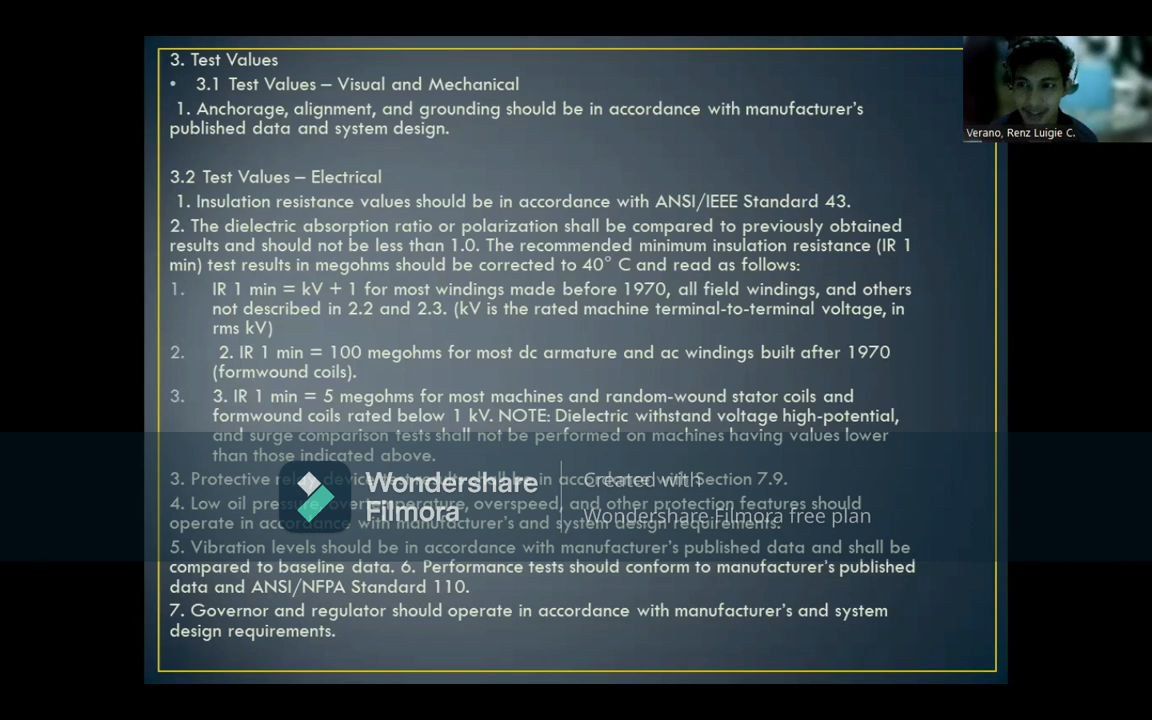 3. Test Values
• 3.1 Test Values – Visual and Mechanical
1. Anchorage, alignment, and grounding should be in accordance with manufacturer's
published data and system design.
3.2 Test Values – Electrical
1. Insulation resistance values should be in accordance with ANSI/IEEE Standard 43.
2. The dielectric absorption ratio or polarization shall be compared to previously obtained
results and should not be less than 1.0. The recommended minimum insulation resistance (IR 1
min) test results in megohms should be corrected to 40° C and read as follows:
1. IR 1 min = kV + 1 for most windings made before 1970, all field windings, and others
not described in 2.2 and 2.3. (kV is the rated machine terminal-to-terminal voltage, in
rms kV)
2. 2. IR 1 min = 100 megohms for most dc armature and ac windings built after 1970
(formwound coils).
3. 3. IR 1 min = 5 megohms for most machines and random-wound stator coils and
formwound coils rated below 1 kV. NOTE: Dielectric withstand voltage high-potential,
and surge comparison tests shall not be performed on machines having values lower
than those indicated above.
3. Protective relay device test results shall be in accordance with Section 7.9.
4. Low oil pressure, overtemperature, overspeed, and other protection features should
operate in accordance with manufacturer's and system design requirements.
5. Vibration levels should be in accordance with manufacturer's published data and shall be
compared to baseline data. 6. Performance tests should conform to manufacturer's published
data and ANSI/NFPA Standard 110.
7. Governor and regulator should operate in accordance with manufacturer's and system
design requirements.
Verano, Renz Luigie C.
Wondershare
Filmora
Created with
Wondershare Filmora free plan